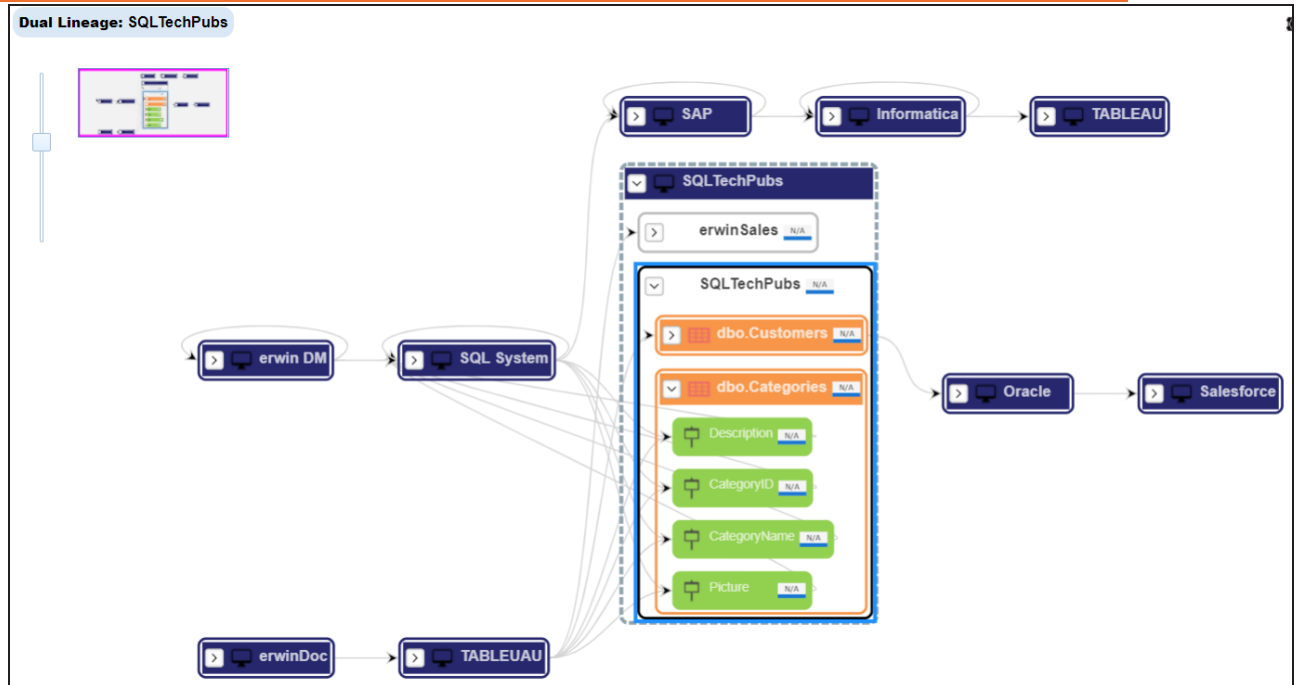 Dual Lineage: SQLTechPubs
SAP
Informatica
TABLEAU
SQLTechPubs
erwinSales N/A
SQLTechPubs N/A
dbo.Customers N/A
erwin DM
SQL System
dbo.Categories N/A
Oracle
Salesforce
Description N/A
CategoryID N/A
CategoryName N/A
Picture N/A
erwinDoc
TABLEUAU